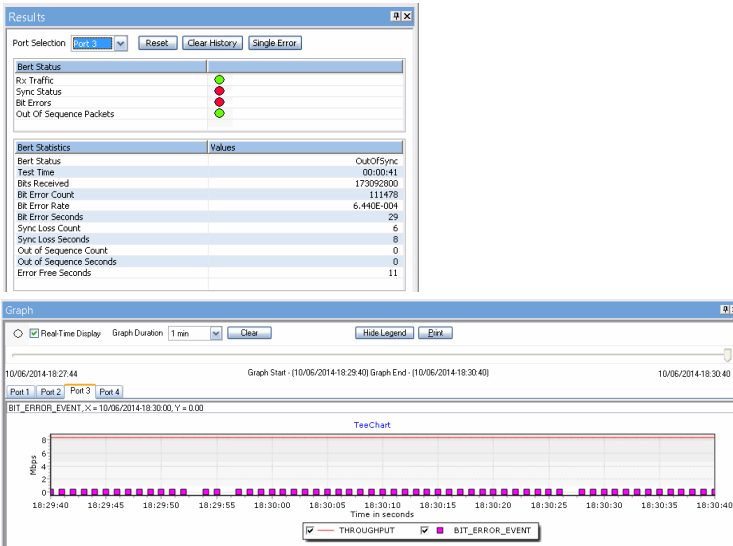 Results
Port Selection Port 3 Reset Clear History Single Error
Bert Status
Rx Traffic
Sync Status
Bit Errors
Out Of Sequence Packets
Bert Statistics Values
Bert Status OutOfSync
Test Time 00:00:41
Bits Received 173092800
Bit Error Count 111478
Bit Error Rate 6.440E-004
Bit Error Seconds 29
Sync Loss Count 6
Sync Loss Seconds 8
Out of Sequence Count 0
Out of Sequence Seconds 0
Error Free Seconds 11
Graph
Real-Time Display Graph Duration 1 min Clear Hide Legend Print
10/06/2014-18:27:44 Graph Start - (10/06/2014-18:29:40) Graph End - (10/06/2014-18:30:40) 10/06/2014-18:30:40
Port 1 Port 2 Port 3 Port 4
BIT_ERROR_EVENT, X = 10/06/2014-18:30:00, Y = 0.00
TeeChart
Mbps
8
6
4
2
0
18:29:40 18:29:45 18:29:50 18:29:55 18:30:00 18:30:05 18:30:10 18:30:15 18:30:20 18:30:25 18:30:30 18:30:35 18:30:40
Time in seconds
THROUGHPUT BIT_ERROR_EVENT